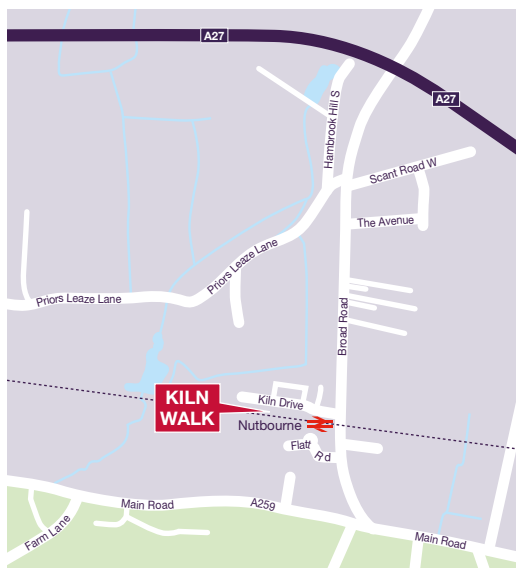 A27
A27
Hambrook Hill S
Scant Road W
The Avenue
Priors Leaze Lane
Priors Leaze Lane
Broad Road
KILN
WALK
Kiln Drive
Nutbourne
Flatt
Rd
Main Road
A259
Farm Lane
Main Road